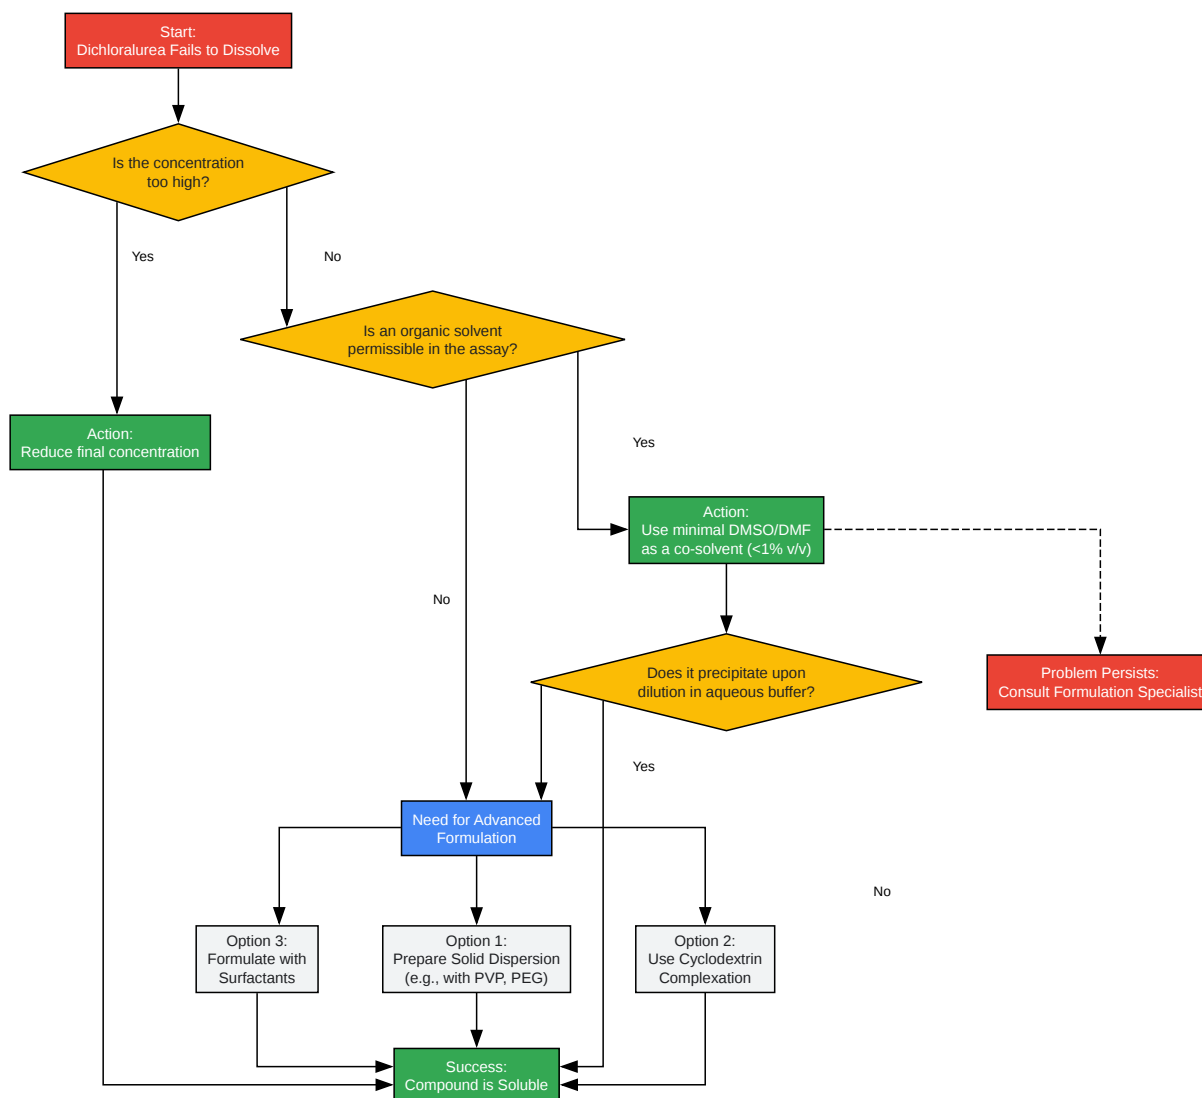 Start:
Dichloralurea Fails to Dissolve
Is the concentration
too high?
Yes
No
Is an organic solvent
permissible in the assay?
Action:
Reduce final concentration
Yes
Action:
Use minimal DMSO/DMF
as a co-solvent (<1% v/v)
No
Does it precipitate upon
dilution in aqueous buffer?
Problem Persists:
Consult Formulation Specialist
Yes
Need for Advanced
Formulation
No
Option 3:
Formulate with
Surfactants
Option 1:
Prepare Solid Dispersion
(e.g., with PVP, PEG)
Option 2:
Use Cyclodextrin
Complexation
Success:
Compound is Soluble